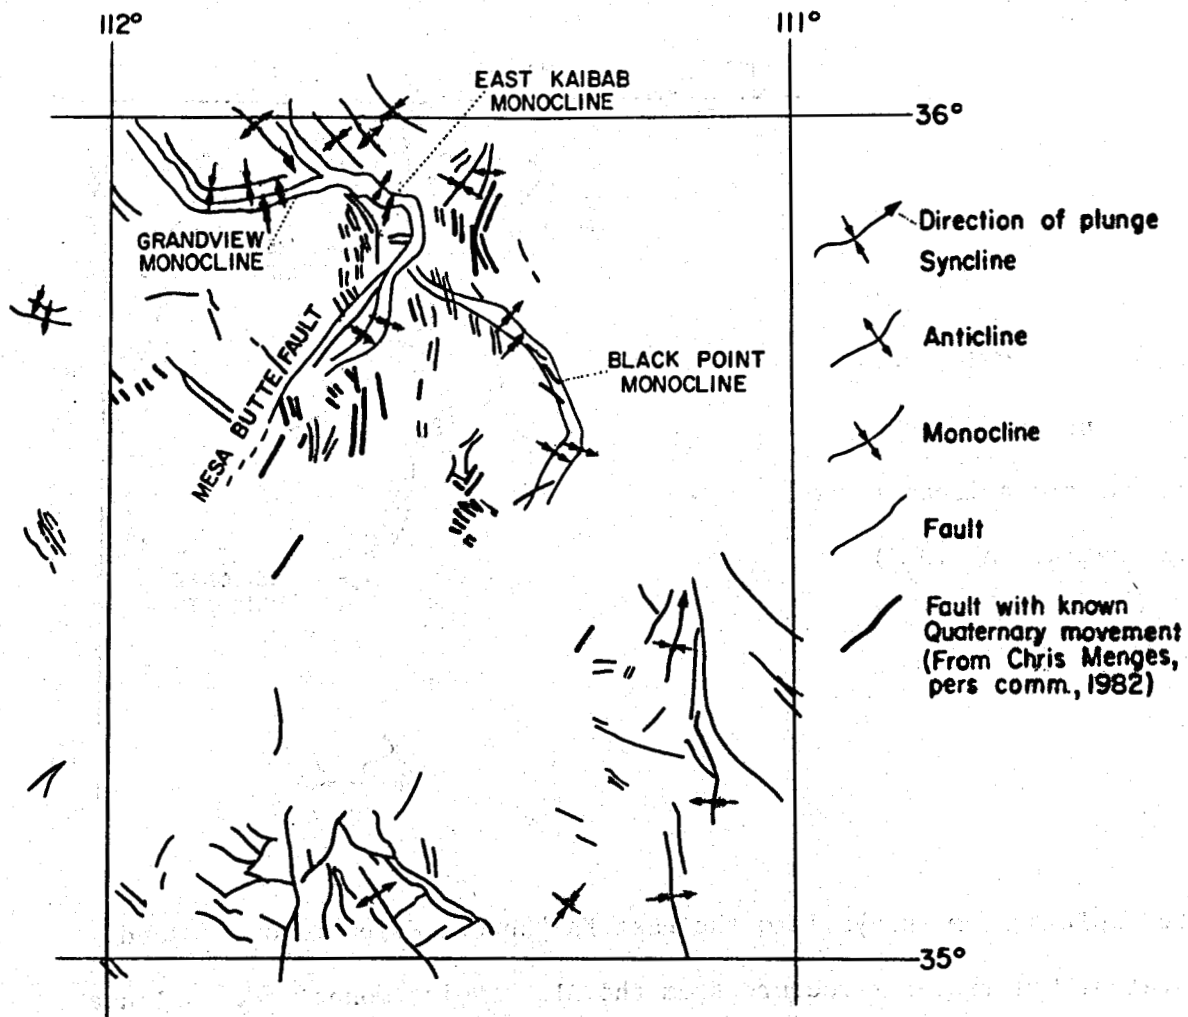 112°
111°
EAST KAIBAB
MONOCLINE
36°
GRANDVIEW
MONOCLINE
MESA BUTTE FAULT
BLACK POINT
MONOCLINE
Direction of plunge
Syncline
Anticline
Monocline
Fault
Fault with known
Quaternary movement
(From Chris Menges,
pers comm., 1982)
35°